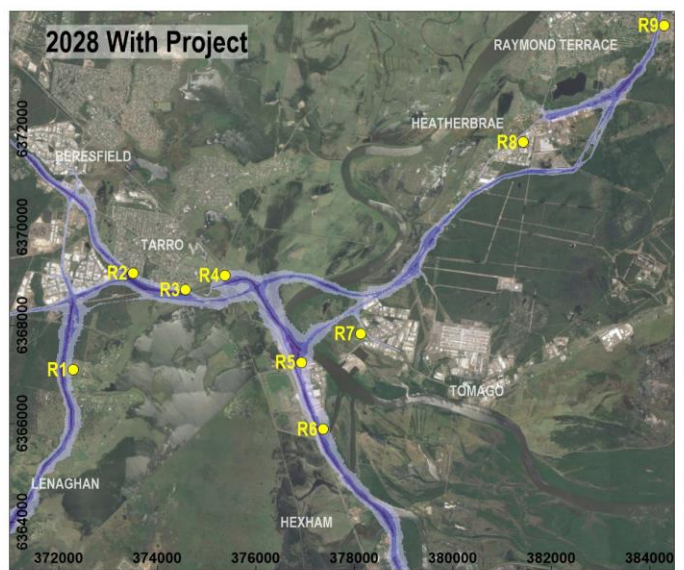 2028 With Project
R9
RAYMOND TERRACE
HEATHERBRAE
R8
BERESFIELD
TARRO
R2
R3
R4
R7
R5
R1
TOMAGO
R6
LENAGHAN
HEXHAM
6372000
6370000
6368000
6366000
6364000
372000 374000 376000 378000 380000 382000 384000